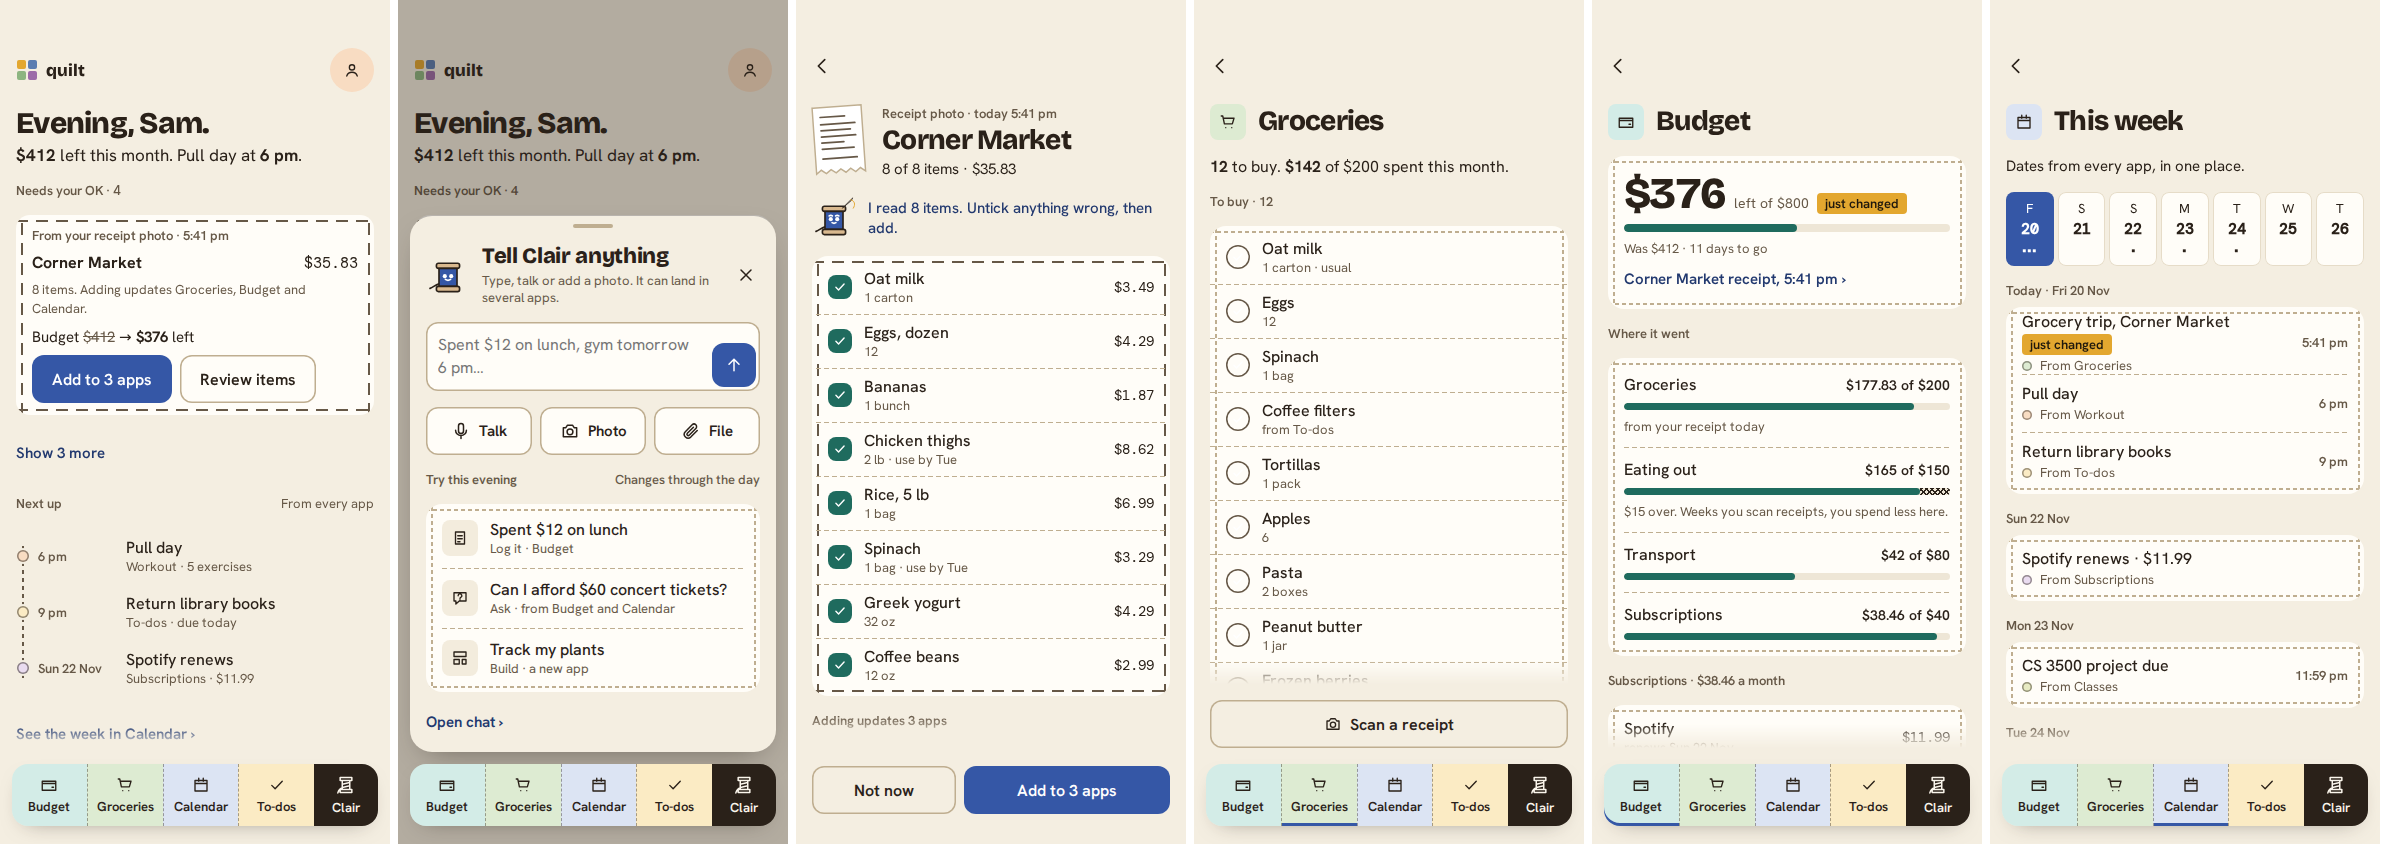 quilt
Evening, Sam.
$412 left this month. Pull day at 6 pm.
Needs your OK · 4
From your receipt photo · 5:41 pm
Corner Market $35.83
8 items. Adding updates Groceries, Budget and
Calendar.
Budget $412 → $376 left
Add to 3 apps Review items
Show 3 more
Next up From every app
6 pm Pull day
Workout · 5 exercises
9 pm Return library books
To-dos · due today
Sun 22 Nov Spotify renews
Subscriptions · $11.99
See the week in Calendar ›
Budget Groceries Calendar To-dos Clair
quilt
Evening, Sam.
$412 left this month. Pull day at 6 pm.
Needs your OK · 4
Tell Clair anything
Type, talk or add a photo. It can land in
several apps.
Spent $12 on lunch, gym tomorrow
6 pm...
Talk Photo File
Try this evening Changes through the day
Spent $12 on lunch
Log it · Budget
Can I afford $60 concert tickets?
Ask · from Budget and Calendar
Track my plants
Build · a new app
Open chat ›
Budget Groceries Calendar To-dos Clair
Receipt photo · today 5:41 pm
Corner Market
8 of 8 items · $35.83
I read 8 items. Untick anything wrong, then
add.
Oat milk $3.49
1 carton
Eggs, dozen $4.29
12
Bananas $1.87
1 bunch
Chicken thighs $8.62
2 lb · use by Tue
Rice, 5 lb $6.99
1 bag
Spinach $3.29
1 bag · use by Tue
Greek yogurt $4.29
32 oz
Coffee beans $2.99
12 oz
Adding updates 3 apps
Not now Add to 3 apps
Groceries
12 to buy. $142 of $200 spent this month.
To buy · 12
Oat milk
1 carton · usual
Eggs
12
Spinach
1 bag
Coffee filters
from To-dos
Tortillas
1 pack
Apples
6
Pasta
2 boxes
Peanut butter
1 jar
Frozen berries
Scan a receipt
Budget Groceries Calendar To-dos Clair
Budget
$376 left of $800 just changed
Was $412 · 11 days to go
Corner Market receipt, 5:41 pm ›
Where it went
Groceries $177.83 of $200
from your receipt today
Eating out $165 of $150
$15 over. Weeks you scan receipts, you spend less here.
Transport $42 of $80
Subscriptions $38.46 of $40
Subscriptions · $38.46 a month
Spotify $11.99
Budget Groceries Calendar To-dos Clair
This week
Dates from every app, in one place.
F S S M T W T
20 21 22 23 24 25 26
Today · Fri 20 Nov
Grocery trip, Corner Market
just changed 5:41 pm
From Groceries
Pull day 6 pm
From Workout
Return library books 9 pm
From To-dos
Sun 22 Nov
Spotify renews · $11.99
From Subscriptions
Mon 23 Nov
CS 3500 project due 11:59 pm
From Classes
Tue 24 Nov
Budget Groceries Calendar To-dos Clair